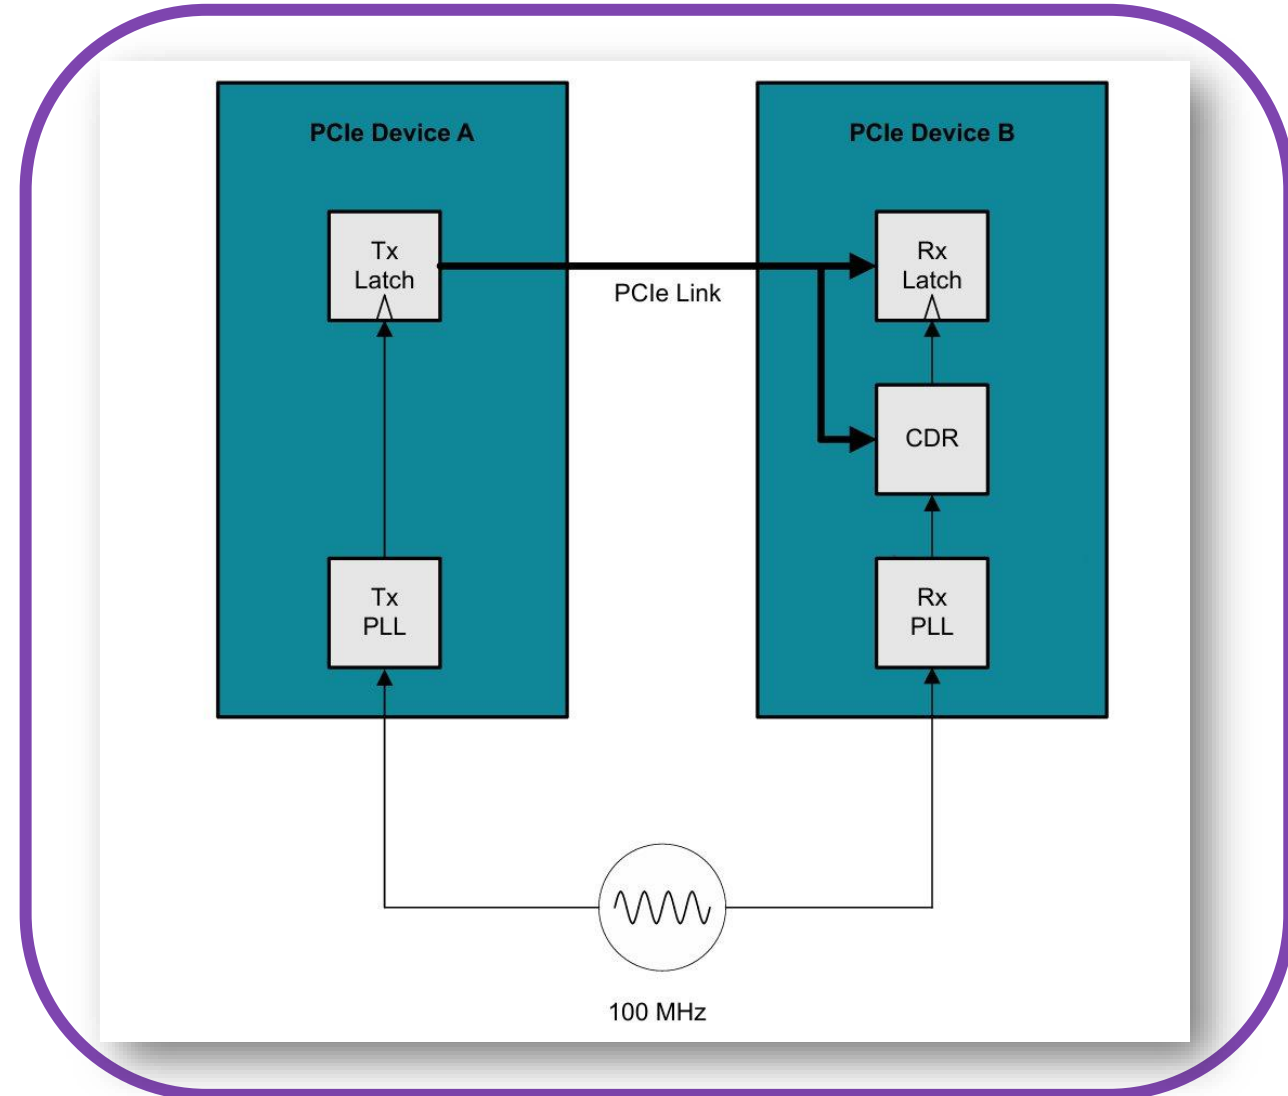 PCIe Device A
PCIe Device B
Tx
Latch
Rx
Latch
PCIe Link
CDR
Tx
PLL
Rx
PLL
100 MHz